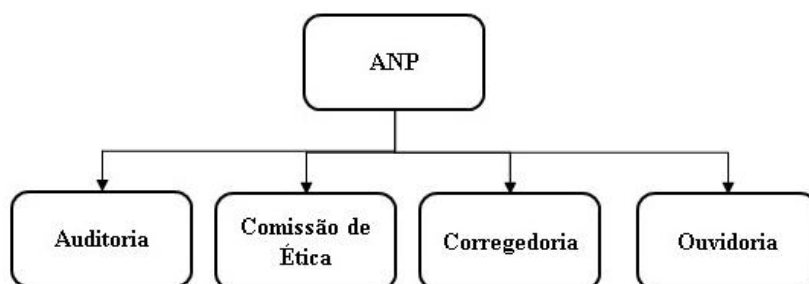 ANP
Auditoria
Comissão de
Ética
Corregedoria
Ouvidoria